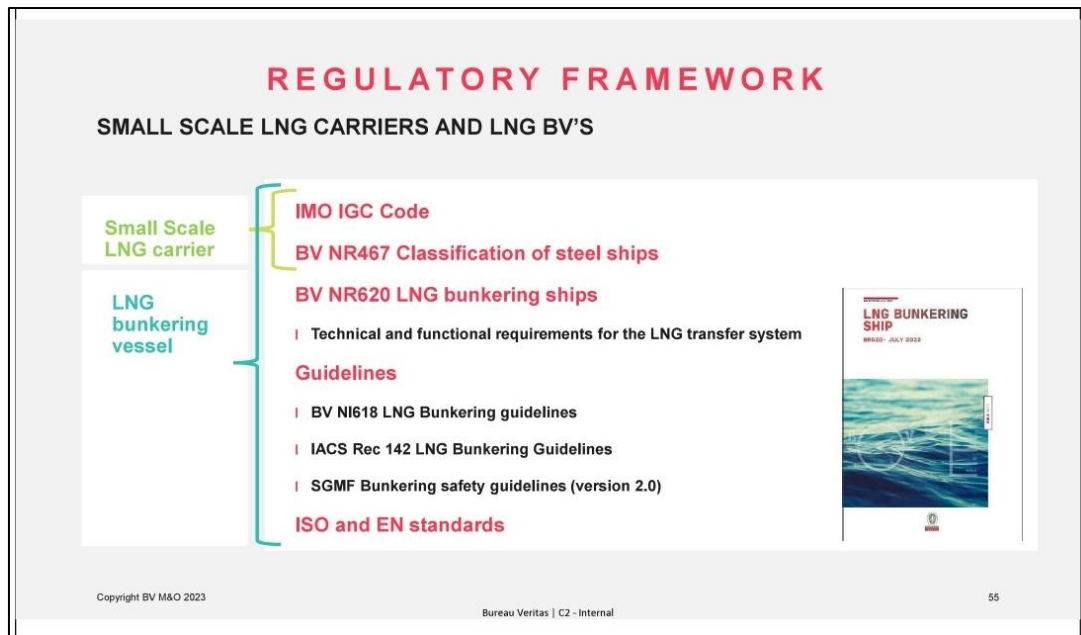 REGULATORY FRAMEWORK
SMALL SCALE LNG CARRIERS AND LNG BV'S
Small Scale
LNG carrier
LNG
bunkering
vessel
IMO IGC Code
BV NR467 Classification of steel ships
BV NR620 LNG bunkering ships
Technical and functional requirements for the LNG transfer system
Guidelines
BV NI618 LNG Bunkering guidelines
IACS Rec 142 LNG Bunkering Guidelines
SGMF Bunkering safety guidelines (version 2.0)
ISO and EN standards
LNG BUNKERING
SHIP
NR620- JULY 2022
Copyright BV M&O 2023
55
Bureau Veritas | C2 - Internal